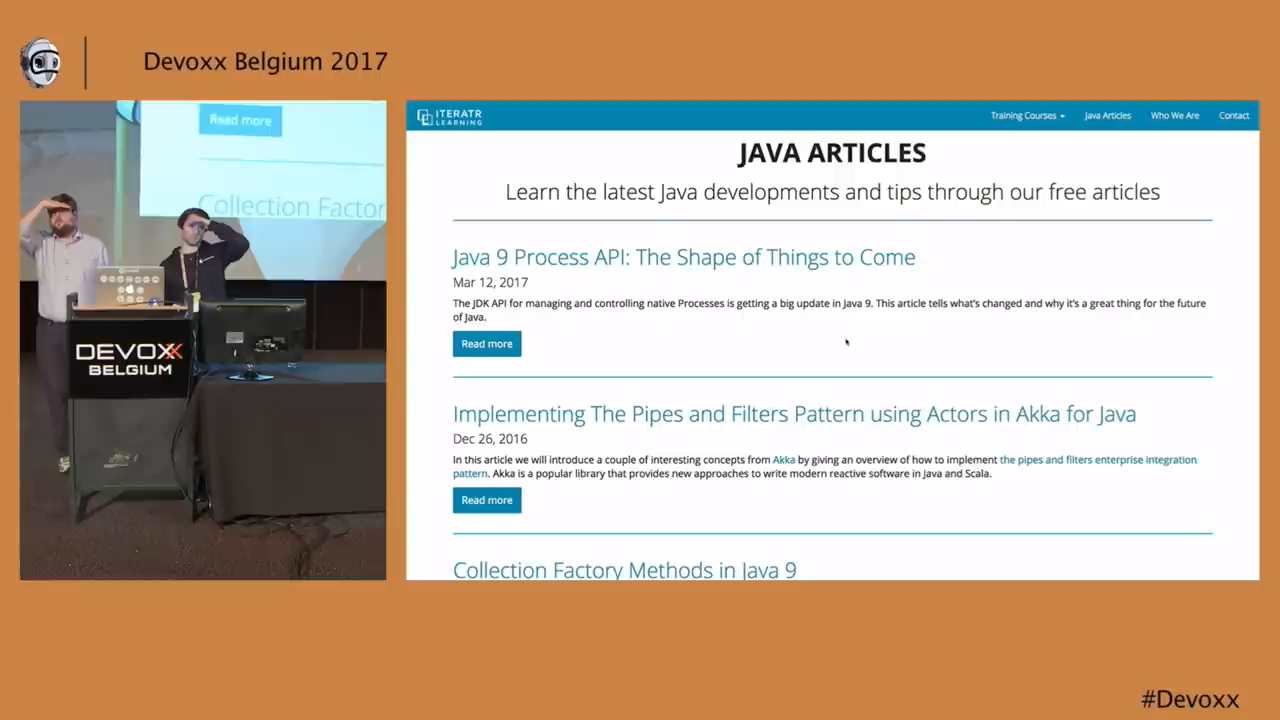 Devoxx Belgium 2017
Read more
Collection Factor
DEVOXX
BELGIUM
ITERATR
LEARNING
Training Courses
Java Articles
Who We Are
Contact
JAVA ARTICLES
Learn the latest Java developments and tips through our free articles
Java 9 Process API: The Shape of Things to Come
Mar 12, 2017
The JDK API for managing and controlling native Processes is getting a big update in Java 9. This article tells what's changed and why it's a great thing for the future
of Java.
Read more
Implementing The Pipes and Filters Pattern using Actors in Akka for Java
Dec 26, 2016
In this article we will introduce a couple of interesting concepts from Akka by giving an overview of how to implement the pipes and filters enterprise integration
pattern. Akka is a popular library that provides new approaches to write modern reactive software in Java and Scala.
Read more
Collection Factory Methods in Java 9
#Devoxx